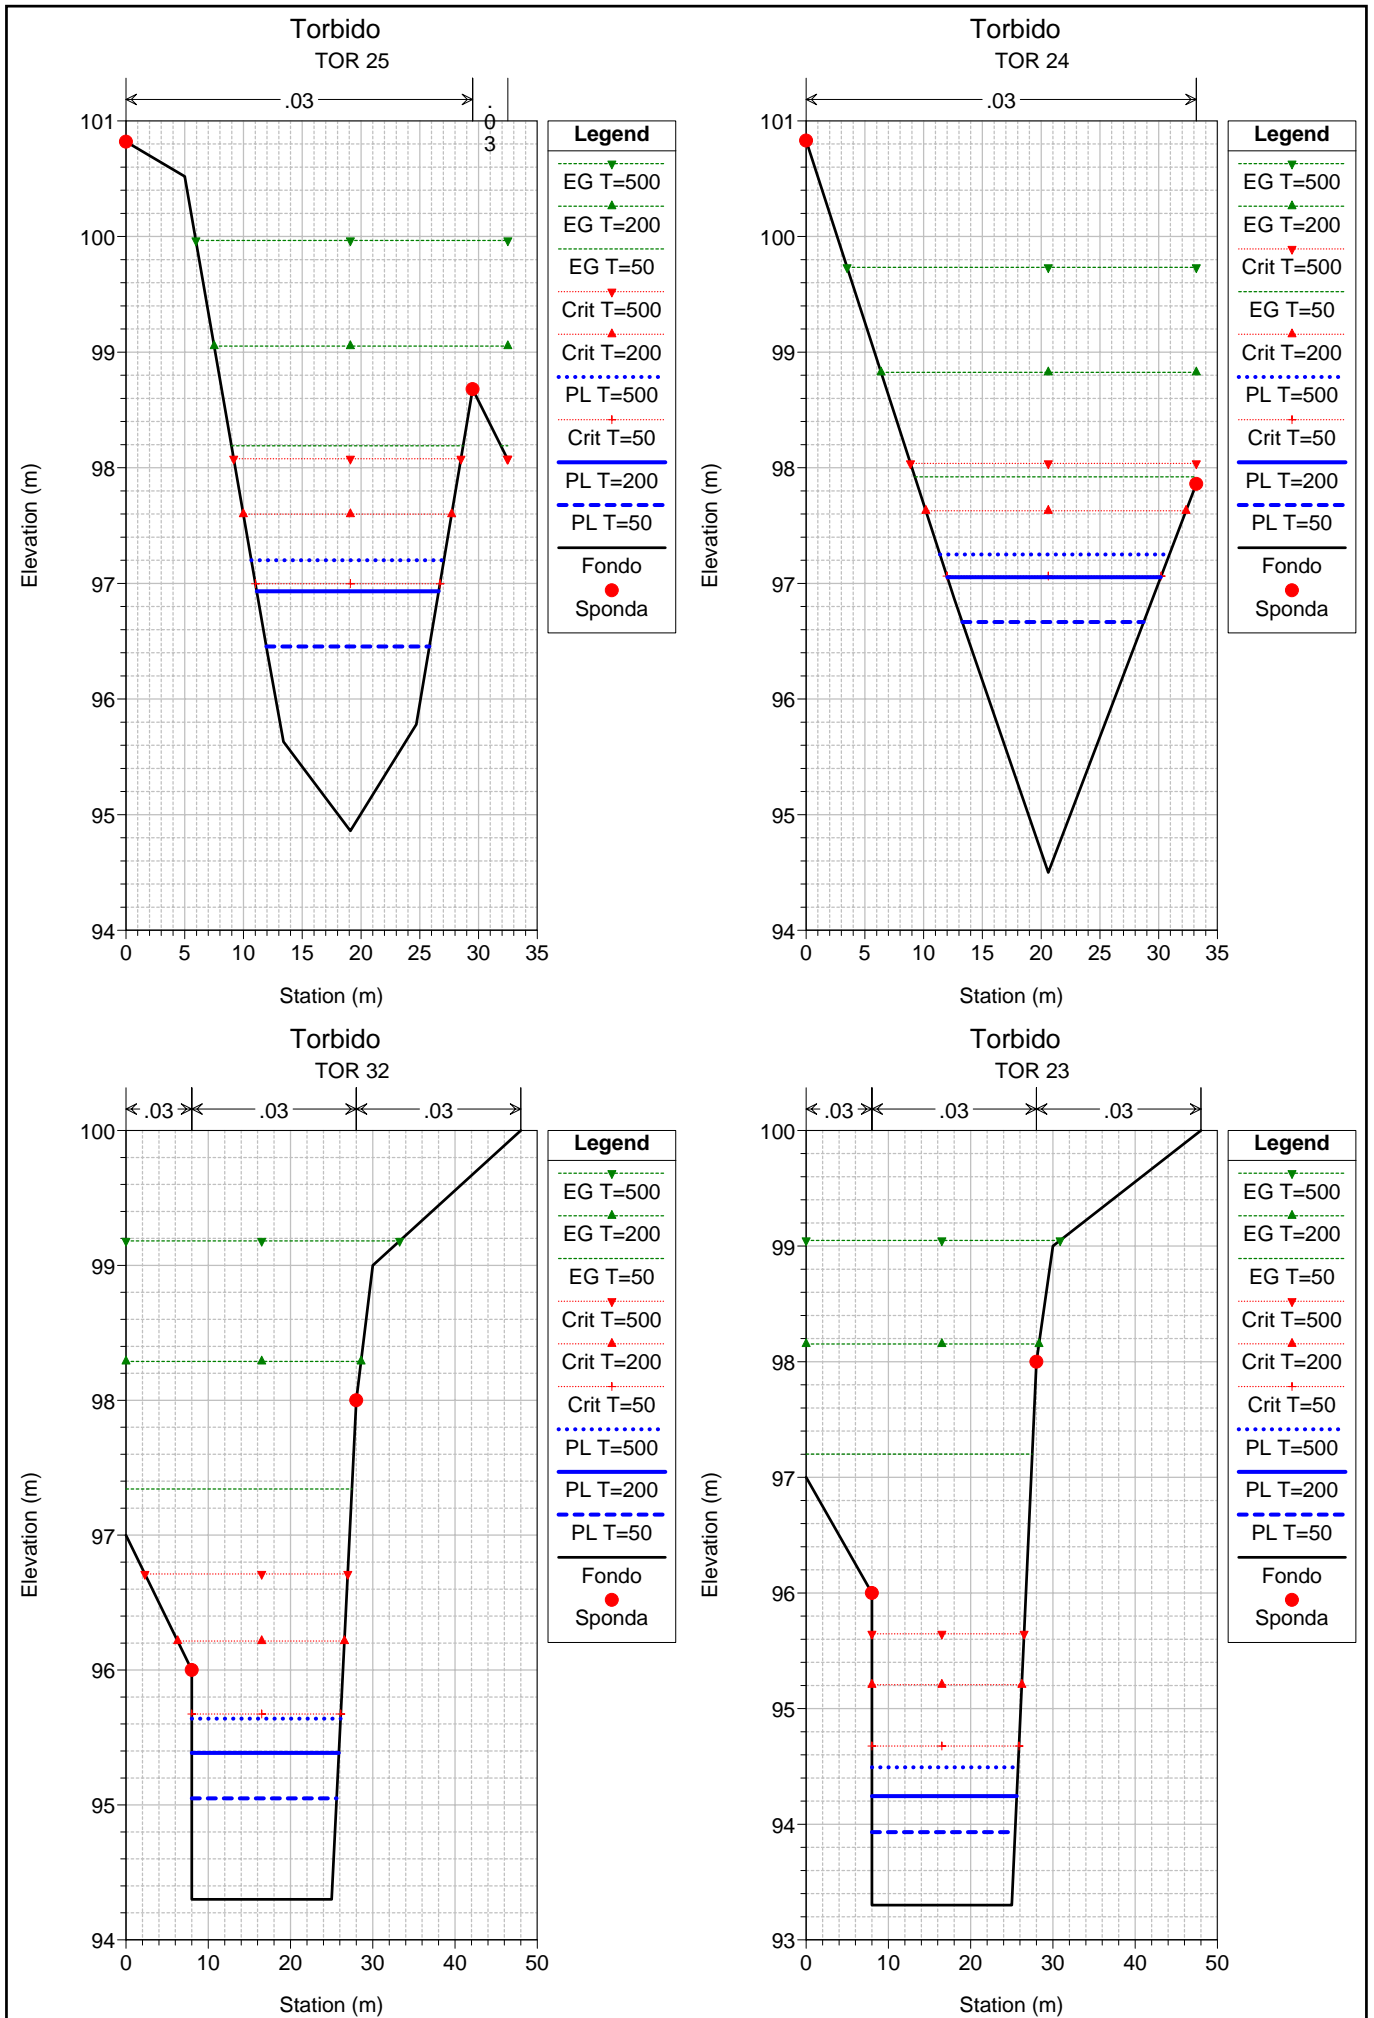 Torbido
TOR 25
.03
.03
101
100
99
98
97
96
95
94
0 5 10 15 20 25 30 35
Elevation (m)
Station (m)
Legend
EG T=500
EG T=200
EG T=50
Crit T=500
Crit T=200
PL T=500
Crit T=50
PL T=200
PL T=50
Fondo
Sponda
Torbido
TOR 24
.03
101
100
99
98
97
96
95
94
0 5 10 15 20 25 30 35
Elevation (m)
Station (m)
Legend
EG T=500
EG T=200
Crit T=500
EG T=50
Crit T=200
PL T=500
Crit T=50
PL T=200
PL T=50
Fondo
Sponda
Torbido
TOR 32
.03 .03 .03
100
99
98
97
96
95
94
0 10 20 30 40 50
Elevation (m)
Station (m)
Legend
EG T=500
EG T=200
EG T=50
Crit T=500
Crit T=200
Crit T=50
PL T=500
PL T=200
PL T=50
Fondo
Sponda
Torbido
TOR 23
.03 .03 .03
100
99
98
97
96
95
94
93
0 10 20 30 40 50
Elevation (m)
Station (m)
Legend
EG T=500
EG T=200
EG T=50
Crit T=500
Crit T=200
Crit T=50
PL T=500
PL T=200
PL T=50
Fondo
Sponda